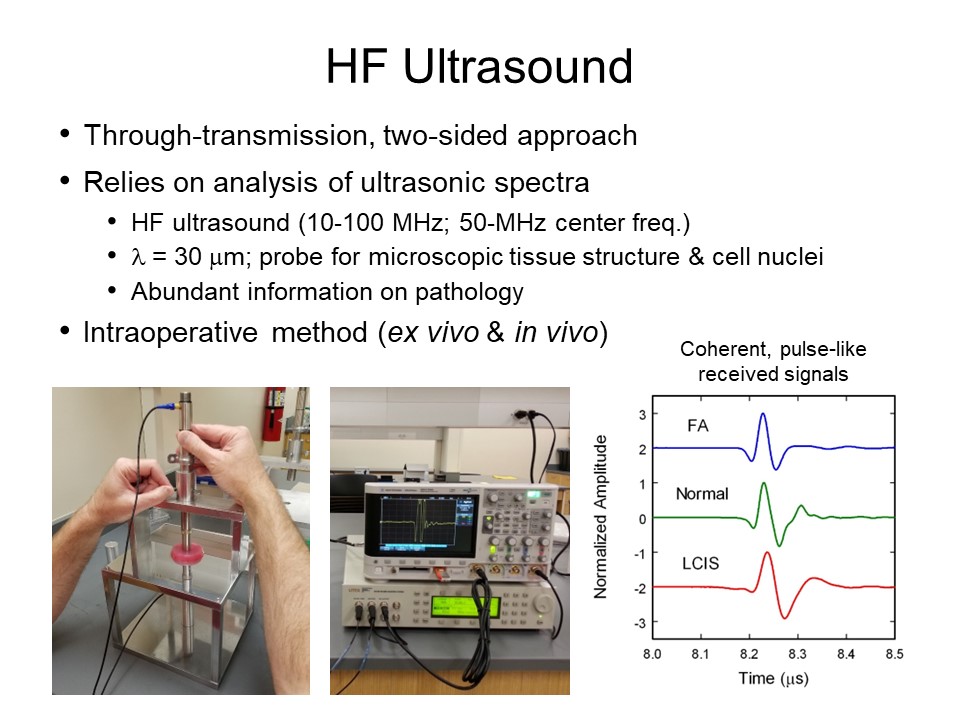 HF Ultrasound
• Through-transmission, two-sided approach
• Relies on analysis of ultrasonic spectra
• HF ultrasound (10-100 MHz; 50-MHz center freq.)
• λ = 30 μm; probe for microscopic tissue structure & cell nuclei
• Abundant information on pathology
• Intraoperative method (ex vivo & in vivo)
Coherent, pulse-like
received signals
Normalized Amplitude
3
2
1
0
-1
-2
-3
FA
Normal
LCIS
8.0 8.1 8.2 8.3 8.4 8.5
Time (μs)